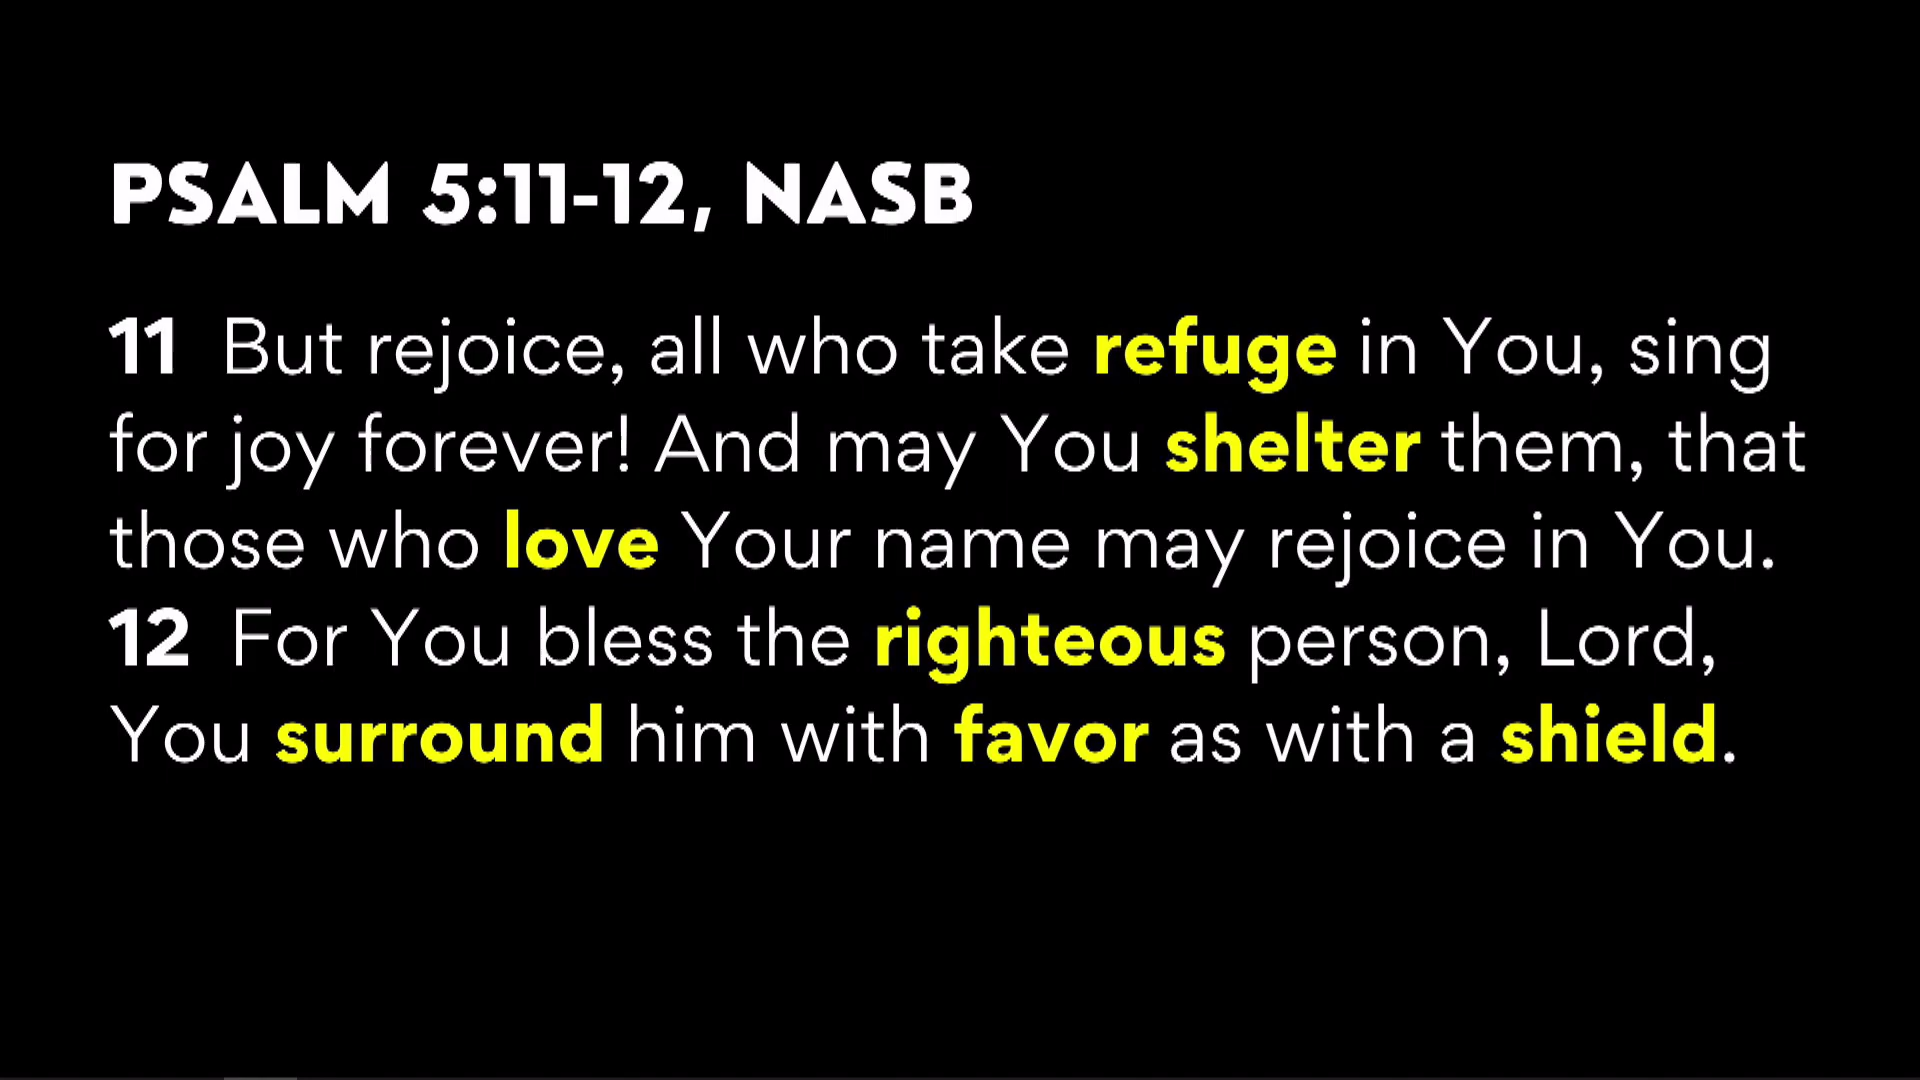 PSALM 5:11-12, NASB
11 But rejoice, all who take refuge in You, sing
for joy forever! And may You shelter them, that
those who love Your name may rejoice in You.
12 For You bless the righteous person, Lord,
You surround him with favor as with a shield.